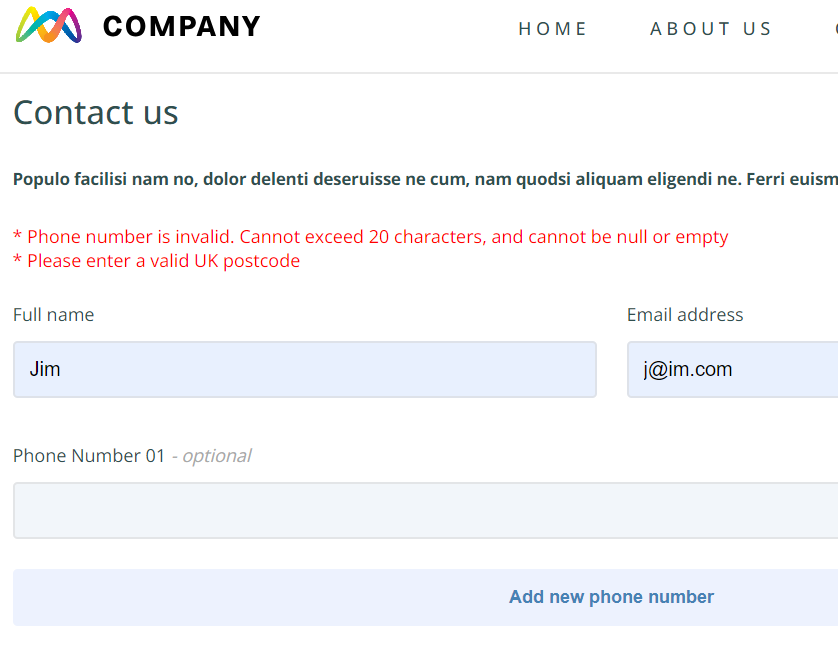 COMPANY
HOME
ABOUT US
Contact us
Populo facilisi nam no, dolor delenti deseruisse ne cum, nam quodsi aliquam eligendi ne. Ferri euism
* Phone number is invalid. Cannot exceed 20 characters, and cannot be null or empty
* Please enter a valid UK postcode
Full name
Email address
Jim
j@im.com
Phone Number 01 - optional
Add new phone number